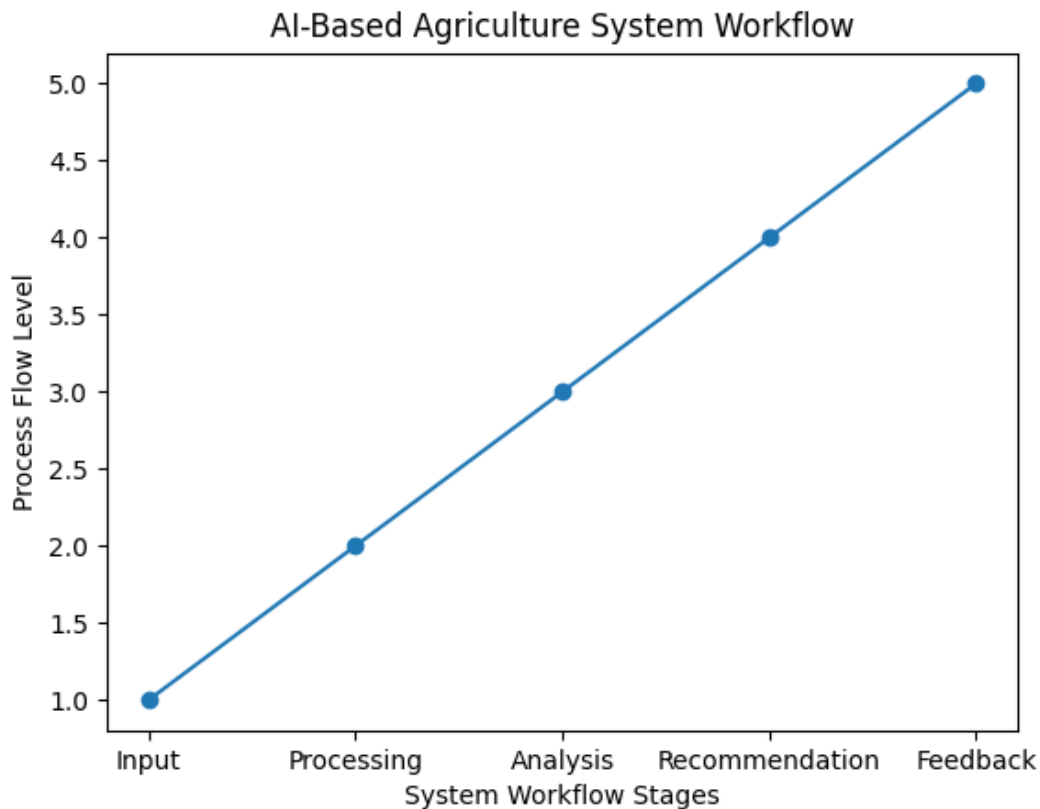 AI-Based Agriculture System Workflow
Process Flow Level
5.0
4.5
4.0
3.5
3.0
2.5
2.0
1.5
1.0
Input Processing Analysis Recommendation Feedback
System Workflow Stages